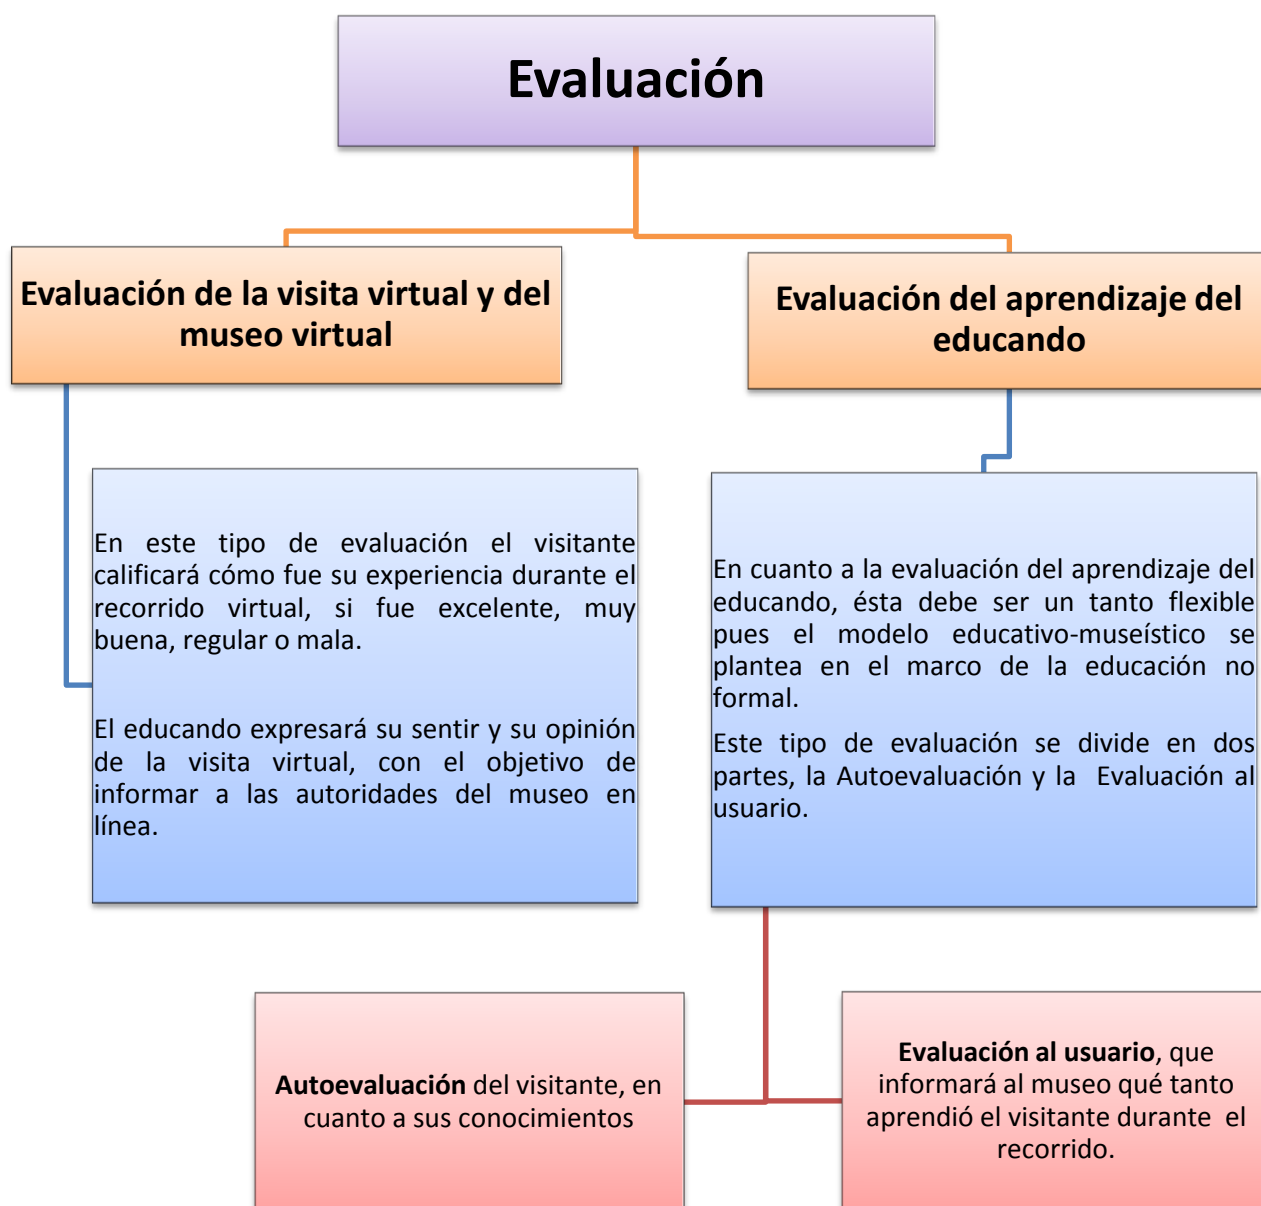 Evaluación
Evaluación de la visita virtual y del
museo virtual
Evaluación del aprendizaje del
educando
En este tipo de evaluación el visitante
calificará cómo fue su experiencia durante el
recorrido virtual, si fue excelente, muy
buena, regular o mala.
El educando expresará su sentir y su opinión
de la visita virtual, con el objetivo de
informar a las autoridades del museo en
línea.
En cuanto a la evaluación del aprendizaje del
educando, ésta debe ser un tanto flexible
pues el modelo educativo-museístico se
plantea en el marco de la educación no
formal.
Este tipo de evaluación se divide en dos
partes, la Autoevaluación y la Evaluación al
usuario.
Autoevaluación del visitante, en
cuanto a sus conocimientos
Evaluación al usuario, que
informará al museo qué tanto
aprendió el visitante durante el
recorrido.